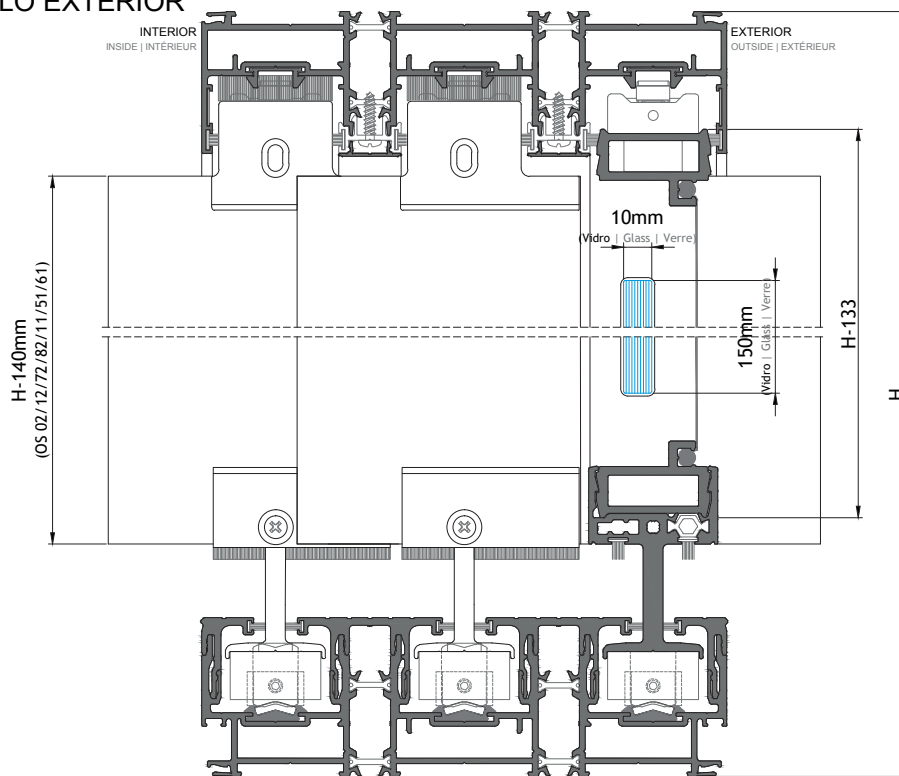 LO EXTERIOR
INTERIOR
INSIDE | INTÉRIEUR
EXTERIOR
OUTSIDE | EXTÉRIEUR
10mm
(Vidro | Glass | Verre)
150mm
(Vidro | Glass | Verre)
H-133
H
H-140mm
(OS 02/12/72/82/11/51/61)